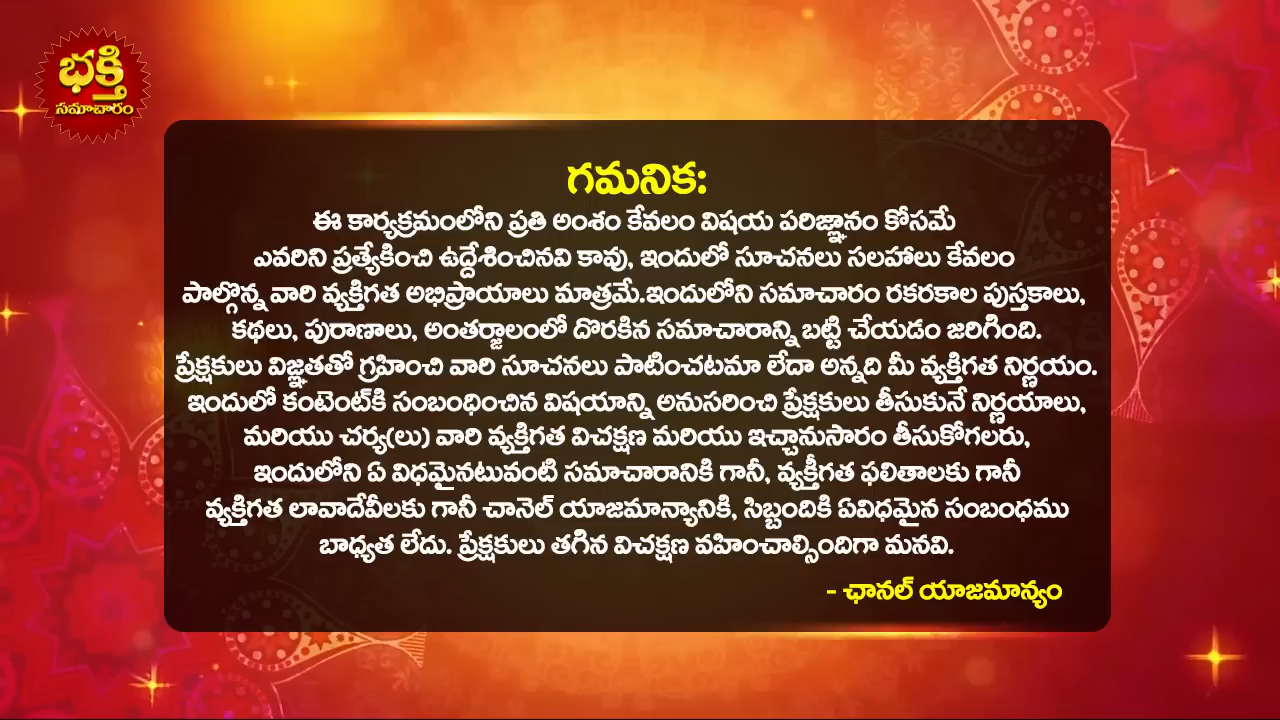 భక్తి
సమాచారం
గమనిక:
ఈ కార్యక్రమంలోని ప్రతి అంశం కేవలం విషయ పరిజ్ఞానం కోసమే
ఎవరిని ప్రత్యేకించి ఉద్దేశించినవి కావు, ఇందులో సూచనలు సలహాలు కేవలం
పాల్గొన్న వారి వ్యక్తిగత అభిప్రాయాలు మాత్రమే.ఇందులోని సమాచారం రకరకాల పుస్తకాలు,
కథలు, పురాణాలు, అంతర్జాలంలో దొరకిన సమాచారాన్ని బట్టి చేయడం జరిగింది.
ప్రేక్షకులు విజ్ఞతతో గ్రహించి వారి సూచనలు పాటించటమా లేదా అన్నది మీ వ్యక్తిగత నిర్ణయం.
ఇందులో కంటెంట్‌కి సంబంధించిన విషయాన్ని అనుసరించి ప్రేక్షకులు తీసుకునే నిర్ణయాలు,
మరియు చర్య(లు) వారి వ్యక్తిగత విచక్షణ మరియు ఇచ్చానుసారం తీసుకోగలరు,
ఇందులోని ఏ విధమైనటువంటి సమాచారానికి గానీ, వ్యక్తీగత ఫలితాలకు గానీ
వ్యక్తిగత లావాదేవీలకు గానీ చానెల్ యాజమాన్యానికి, సిబ్బందికి ఏవిధమైన సంబంధము
బాధ్యత లేదు. ప్రేక్షకులు తగిన విచక్షణ వహించాల్సిందిగా మనవి.
- ఛానల్ యాజమాన్యం